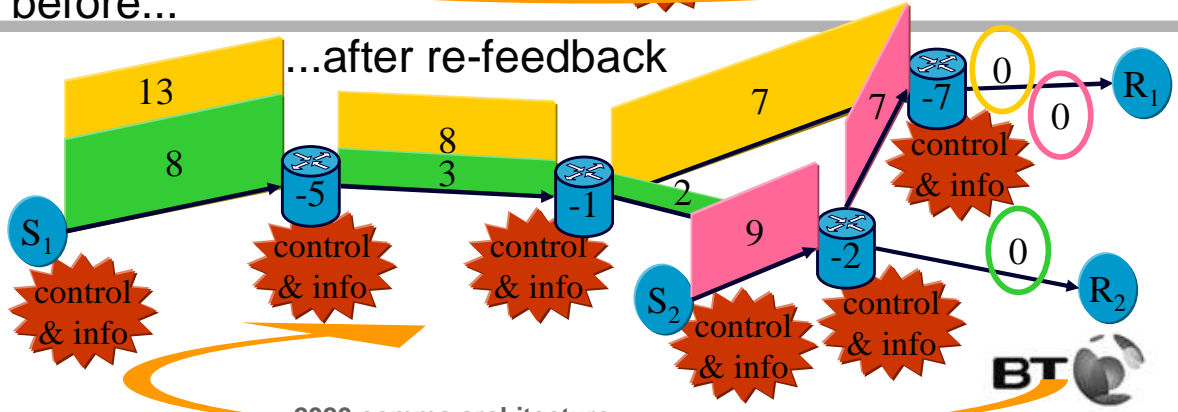 before...
...after re-feedback
13
8
8
3
7
7
2
9
0
0
0
-5
-1
-7
-2
S1
S2
R1
R2
control
& info
control
& info
control
& info
control
& info
control
& info
control
& info
BT